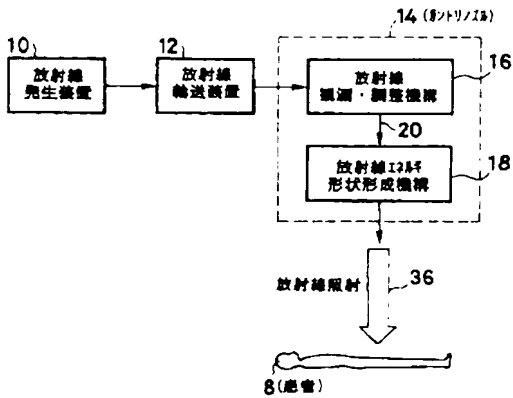 14 (ガントリノズル)
10
放射線
発生装置
12
放射線
輸送装置
放射線
観測・調整機構
16
20
放射線エネルギ
形状形成機構
18
放射線照射
36
8 (患者)